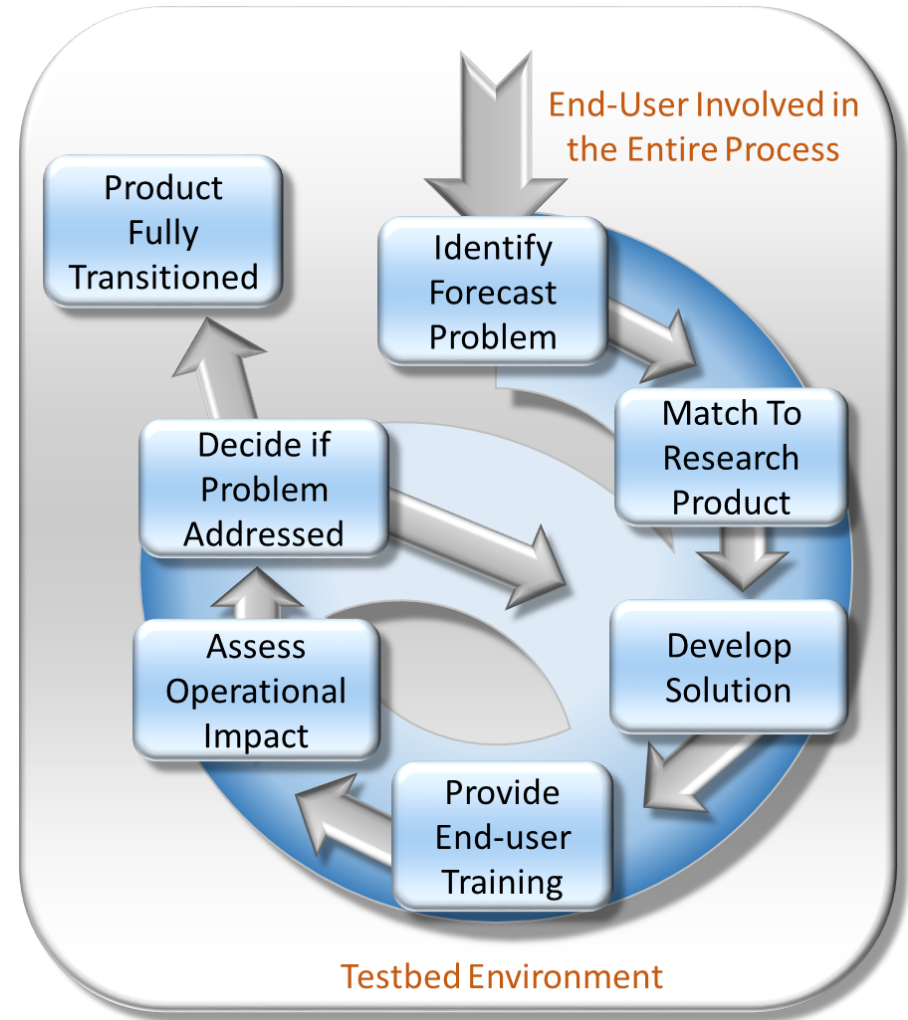 End-User Involved in
the Entire Process
Product
Fully
Transitioned
Identify
Forecast
Problem
Match To
Research
Product
Develop
Solution
Provide
End-user
Training
Assess
Operational
Impact
Decide if
Problem
Addressed
Testbed Environment